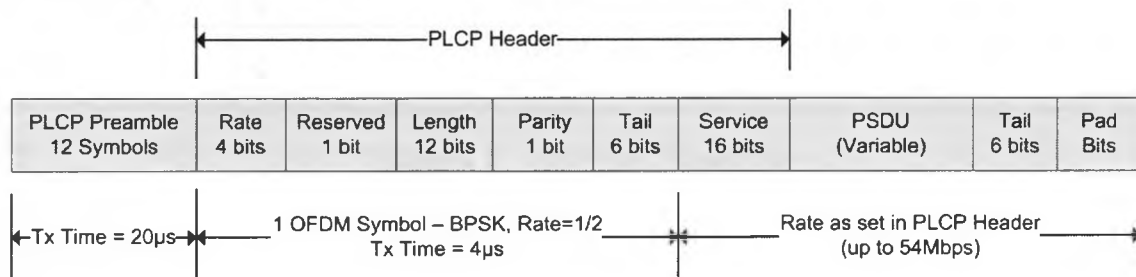 PLCP Header
PLCP Preamble
12 Symbols
Rate
4 bits
Reserved
1 bit
Length
12 bits
Parity
1 bit
Tail
6 bits
Service
16 bits
PSDU
(Variable)
Tail
6 bits
Pad
Bits
Tx Time = 20µs
1 OFDM Symbol – BPSK, Rate=1/2
Tx Time = 4µs
Rate as set in PLCP Header
(up to 54Mbps)